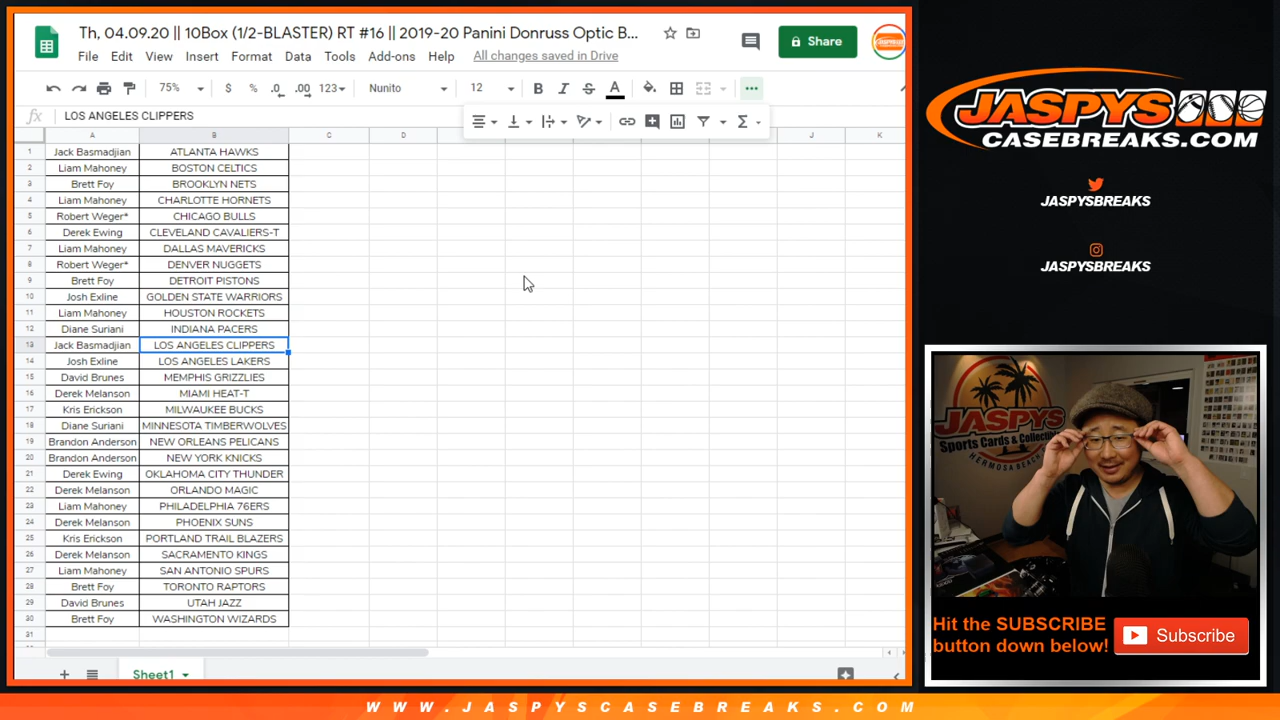 Th, 04.09.20 || 10Box (1/2-BLASTER) RT #16 || 2019-20 Panini Donruss Optic B...
File Edit View Insert Format Data Tools Add-ons Help All changes saved in Drive
Share
75% $ % .0 .00 123 Nunito 12 B I S A
fx LOS ANGELES CLIPPERS
A B C D J K
1 Jack Basmadjian ATLANTA HAWKS
2 Liam Mahoney BOSTON CELTICS
3 Brett Foy BROOKLYN NETS
4 Liam Mahoney CHARLOTTE HORNETS
5 Robert Weger* CHICAGO BULLS
6 Derek Ewing CLEVELAND CAVALIERS-T
7 Liam Mahoney DALLAS MAVERICKS
8 Robert Weger* DENVER NUGGETS
9 Brett Foy DETROIT PISTONS
10 Josh Exline GOLDEN STATE WARRIORS
11 Liam Mahoney HOUSTON ROCKETS
12 Diane Suriani INDIANA PACERS
13 Jack Basmadjian LOS ANGELES CLIPPERS
14 Josh Exline LOS ANGELES LAKERS
15 David Brunes MEMPHIS GRIZZLIES
16 Derek Melanson MIAMI HEAT-T
17 Kris Erickson MILWAUKEE BUCKS
18 Diane Suriani MINNESOTA TIMBERWOLVES
19 Brandon Anderson NEW ORLEANS PELICANS
20 Brandon Anderson NEW YORK KNICKS
21 Derek Ewing OKLAHOMA CITY THUNDER
22 Derek Melanson ORLANDO MAGIC
23 Liam Mahoney PHILADELPHIA 76ERS
24 Derek Melanson PHOENIX SUNS
25 Kris Erickson PORTLAND TRAIL BLAZERS
26 Derek Melanson SACRAMENTO KINGS
27 Liam Mahoney SAN ANTONIO SPURS
28 Brett Foy TORONTO RAPTORS
29 David Brunes UTAH JAZZ
30 Brett Foy WASHINGTON WIZARDS
31
Sheet1
JASPYS
CASEBREAKS.COM
JASPYSBREAKS
JASPYSBREAKS
JASPYS
Sports Cards & Collectibles
HERMOSA BEACH
Hit the SUBSCRIBE
button down below!
Subscribe
WWW.JASPYSCASEBREAKS.COM